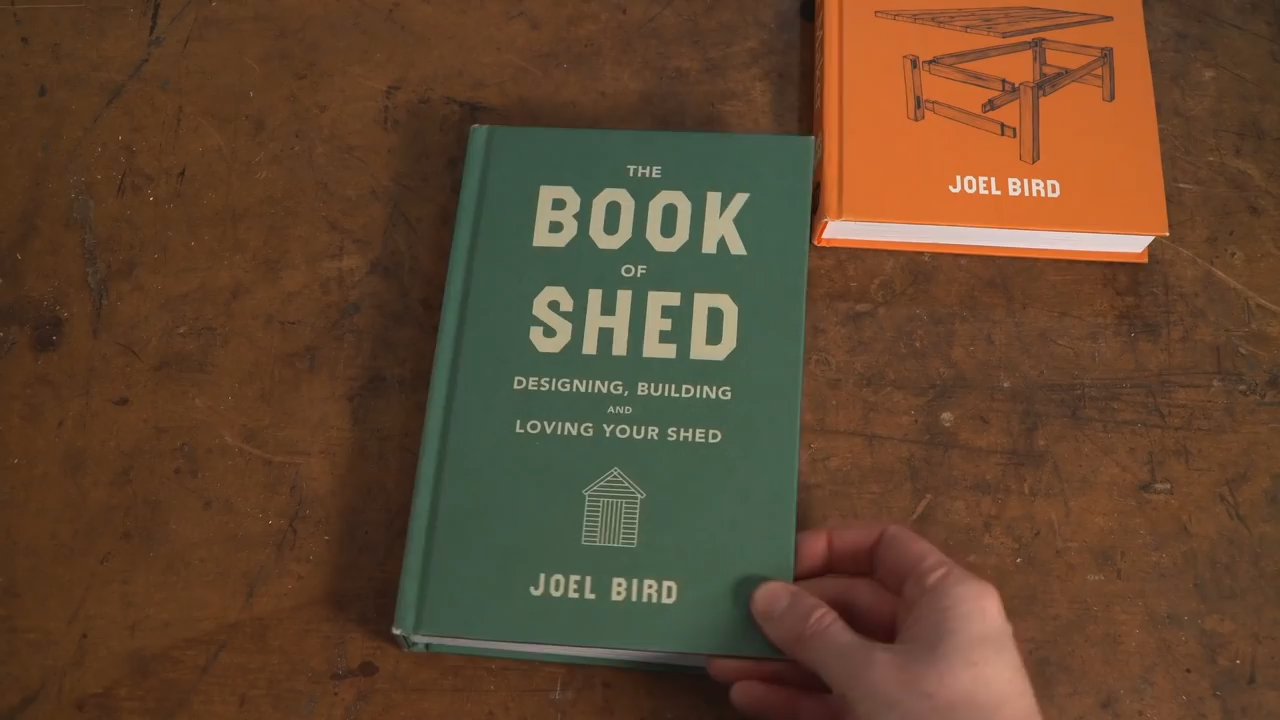 THE
BOOK
OF
SHED
DESIGNING, BUILDING
AND
LOVING YOUR SHED
JOEL BIRD
JOEL BIRD